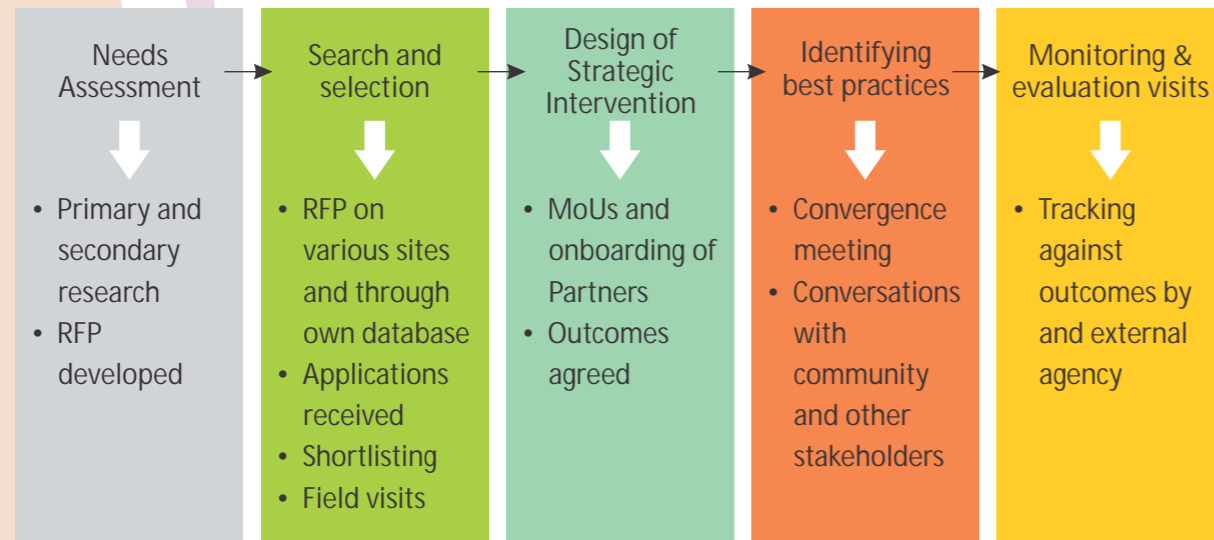 Needs
Assessment
• Primary and
secondary
research
• RFP
developed
Search and
selection
• RFP on
various sites
and through
own database
• Applications
received
• Shortlisting
• Field visits
Design of
Strategic
Intervention
• MoUs and
onboarding of
Partners
• Outcomes
agreed
Identifying
best practices
• Convergence
meeting
• Conversations
with
community
and other
stakeholders
Monitoring &
evaluation visits
• Tracking
against
outcomes by
and external
agency